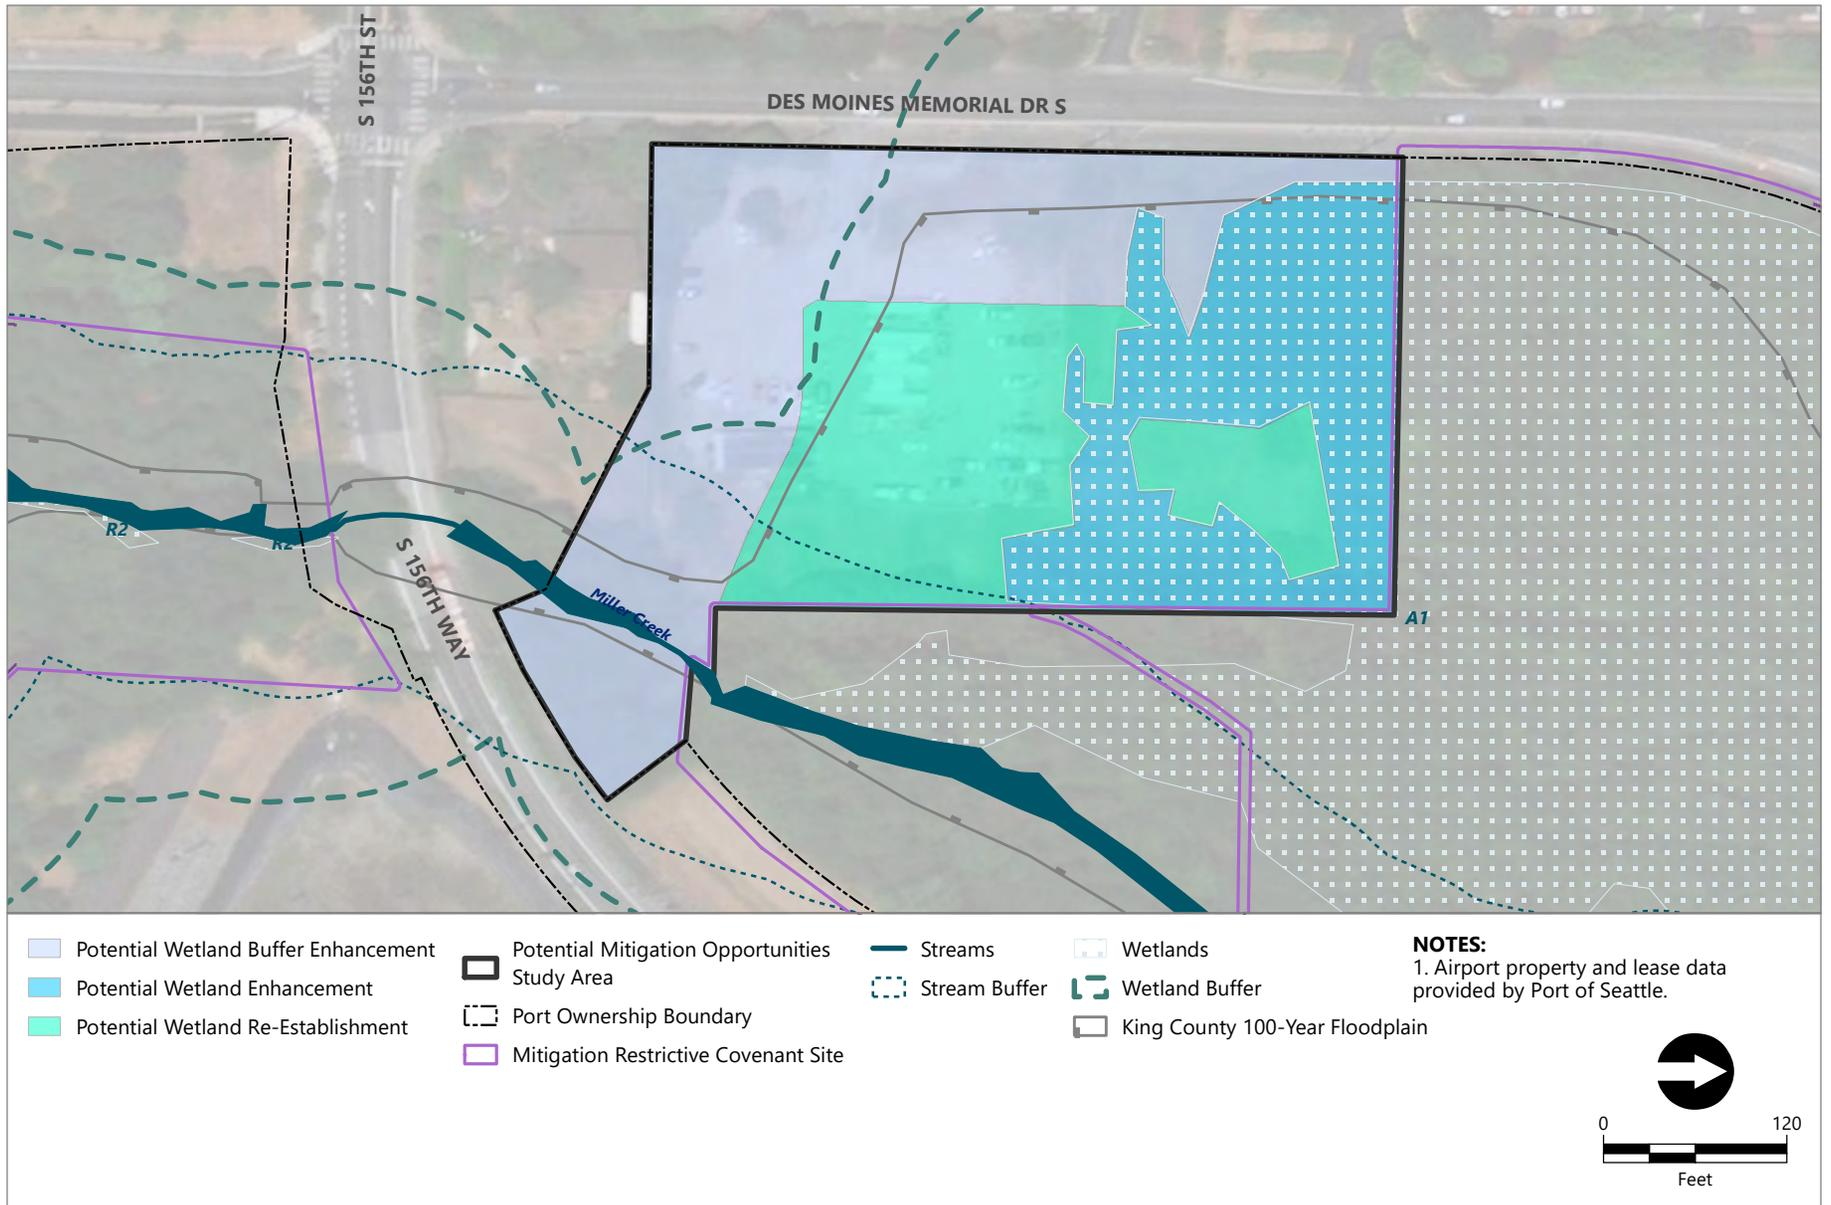 S 156TH ST
DES MOINES MEMORIAL DR S
R2
R2
S 156TH WAY
Miller Creek
A1
Potential Wetland Buffer Enhancement
Potential Wetland Enhancement
Potential Wetland Re-Establishment
Potential Mitigation Opportunities
Study Area
Port Ownership Boundary
Mitigation Restrictive Covenant Site
Streams
Stream Buffer
Wetlands
Wetland Buffer
King County 100-Year Floodplain
NOTES:
1. Airport property and lease data
provided by Port of Seattle.
0 120
Feet